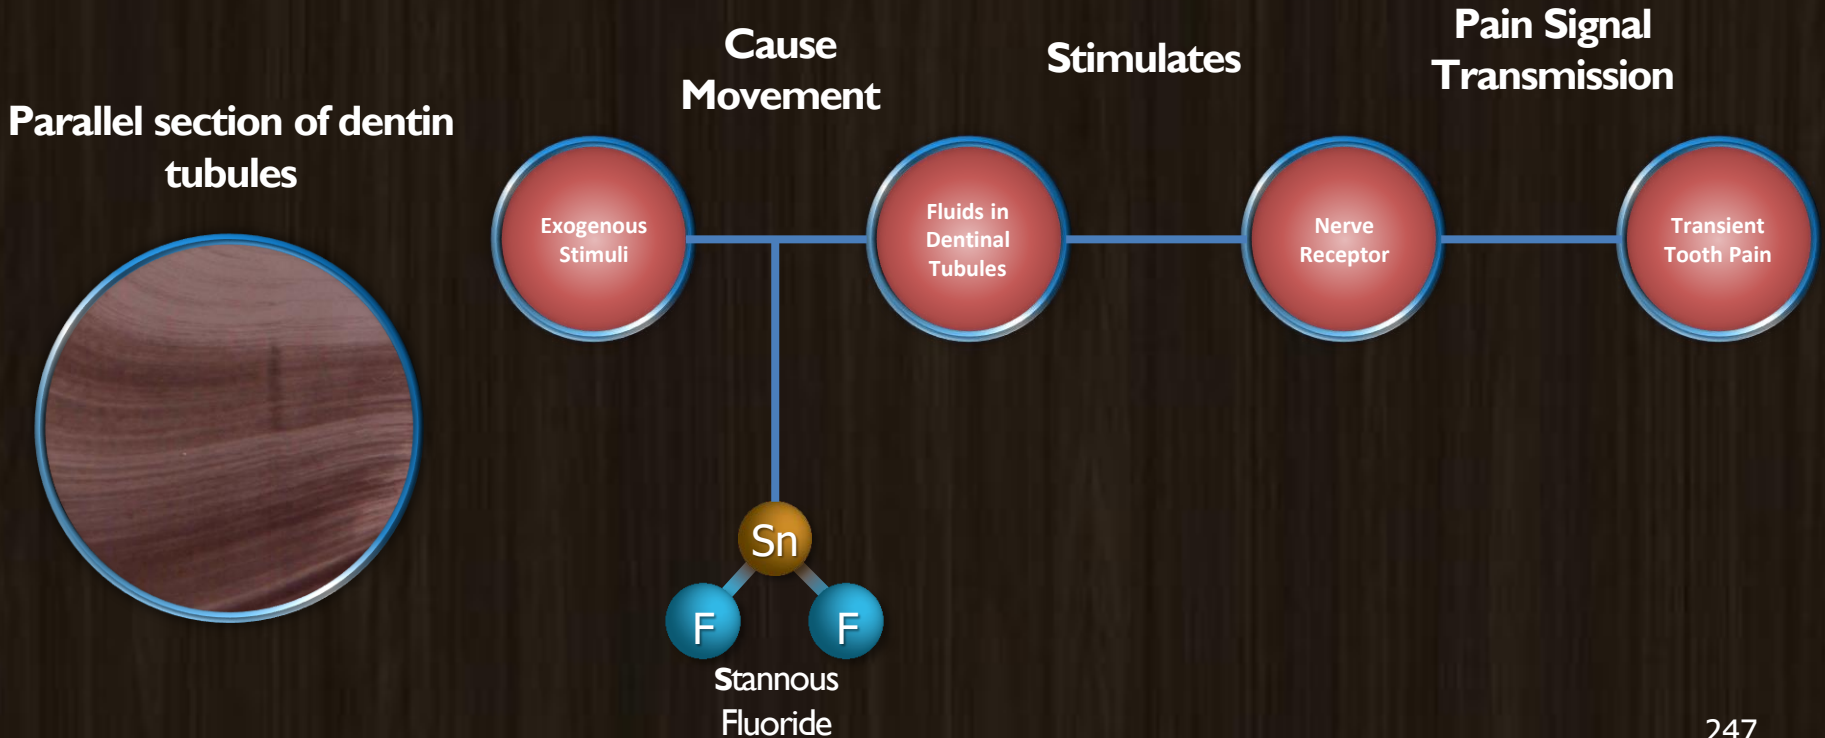 Parallel section of dentin
tubules
Cause
Movement
Stimulates
Pain Signal
Transmission
Exogenous
Stimuli
Fluids in
Dentinal
Tubules
Nerve
Receptor
Transient
Tooth Pain
Sn
F
F
Stannous
Fluoride
247